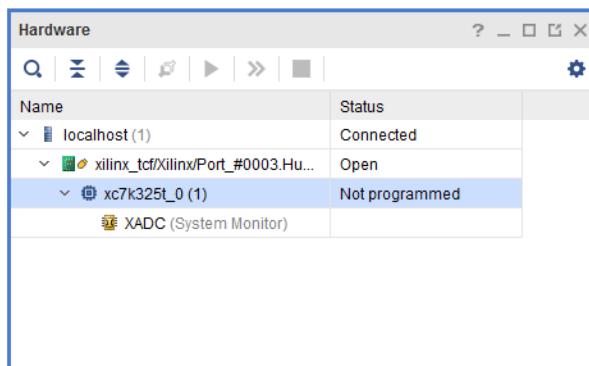 Hardware
?
Name Status
localhost (1) Connected
xilinx_tcf/Xilinx/Port_#0003.Hu... Open
xc7k325t_0 (1) Not programmed
XADC (System Monitor)